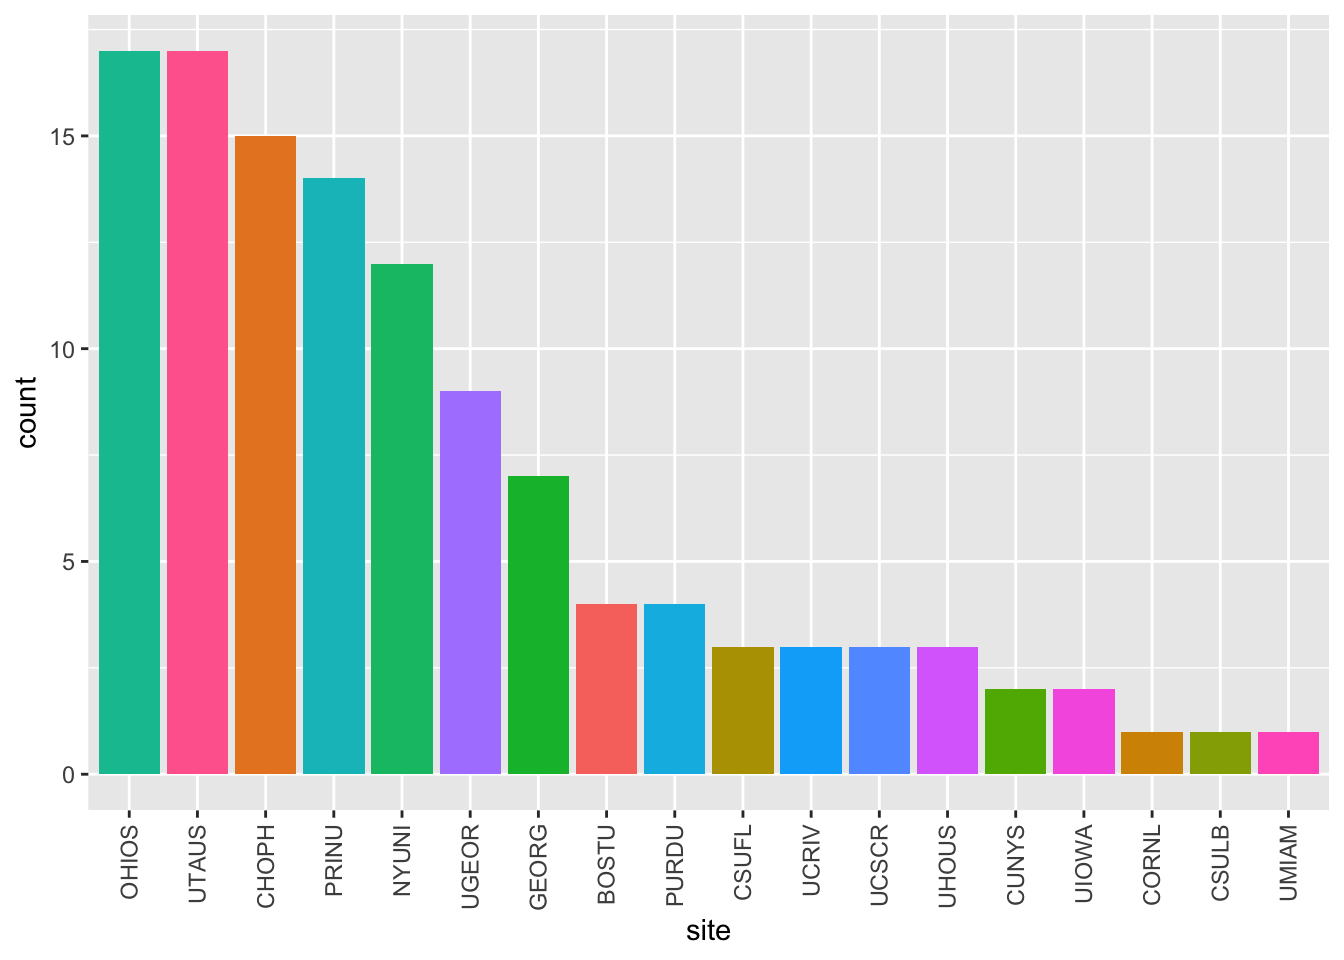 count
15
10
5
0
OHIOS
UTAUS
CHOPH
PRINU
NYUNI
UGEOR
GEORG
BOSTU
PURDU
CSUFL
UCRIV
UCSCR
UHOUS
CUNYS
UIOWA
CORNL
CSULB
UMIAM
site